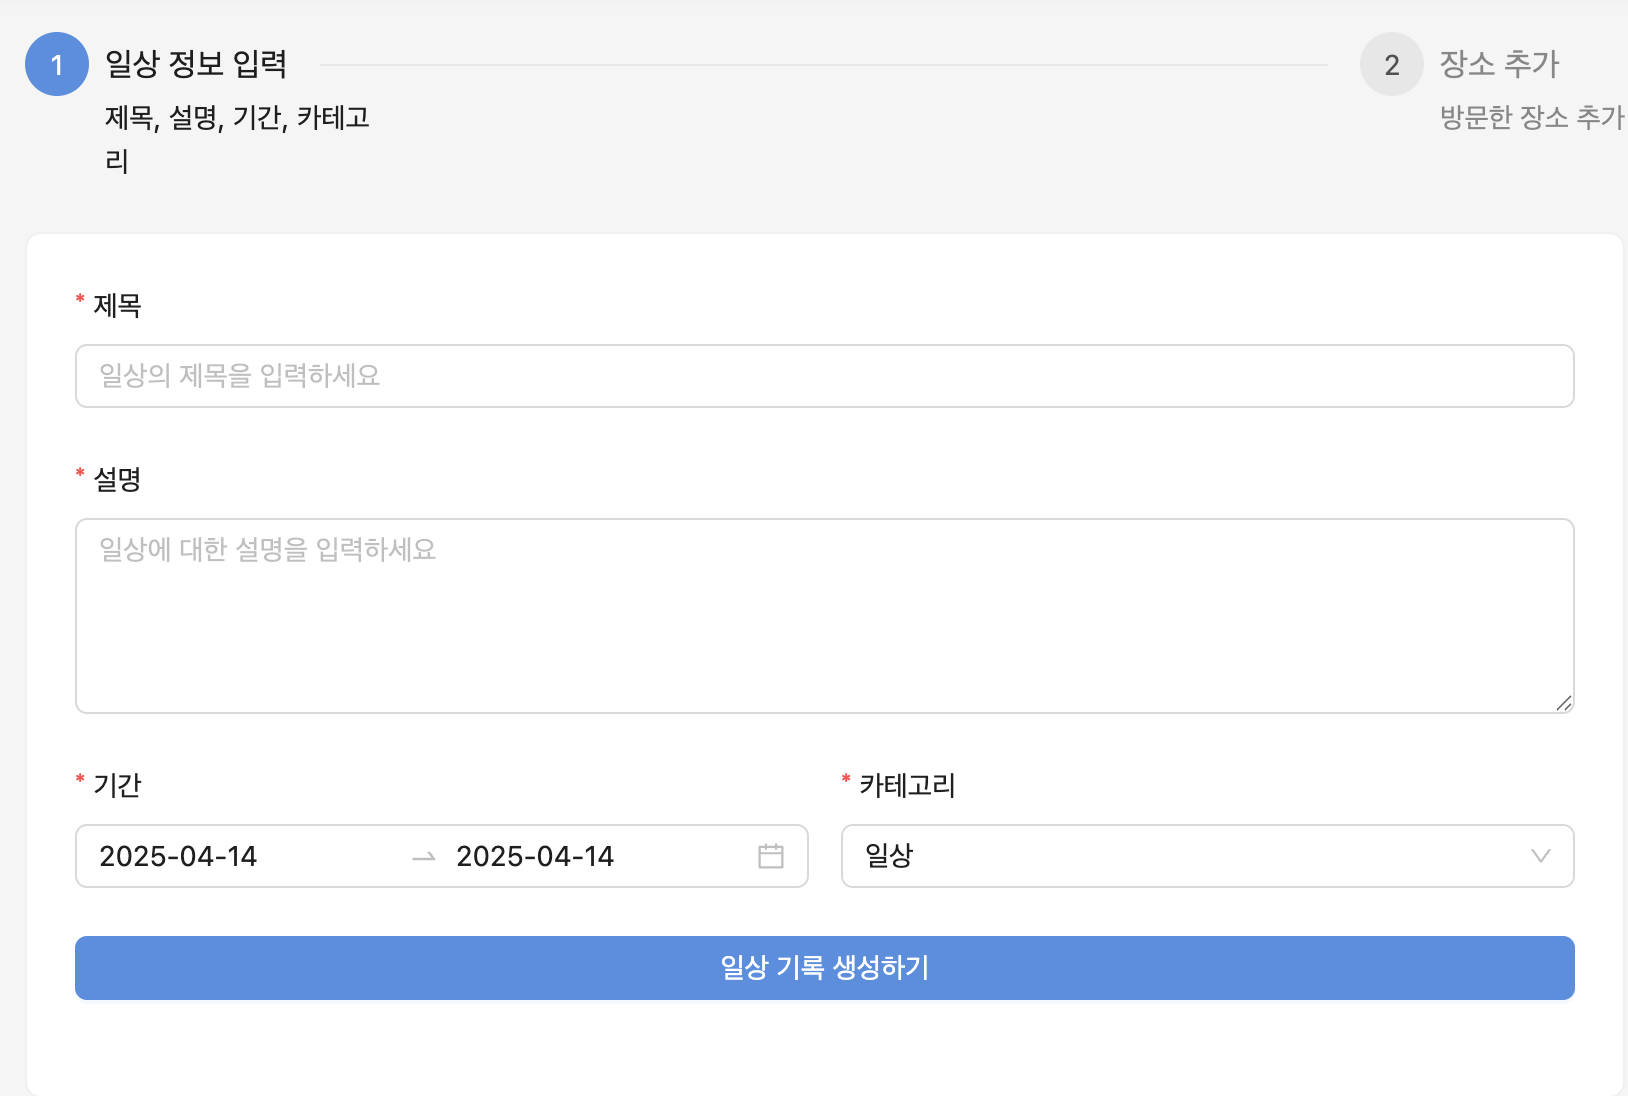 1 일상 정보 입력
제목, 설명, 기간, 카테고
리
2 장소 추가
방문한 장소 추가
* 제목
일상의 제목을 입력하세요
* 설명
일상에 대한 설명을 입력하세요
* 기간
2025-04-14 → 2025-04-14
* 카테고리
일상
일상 기록 생성하기